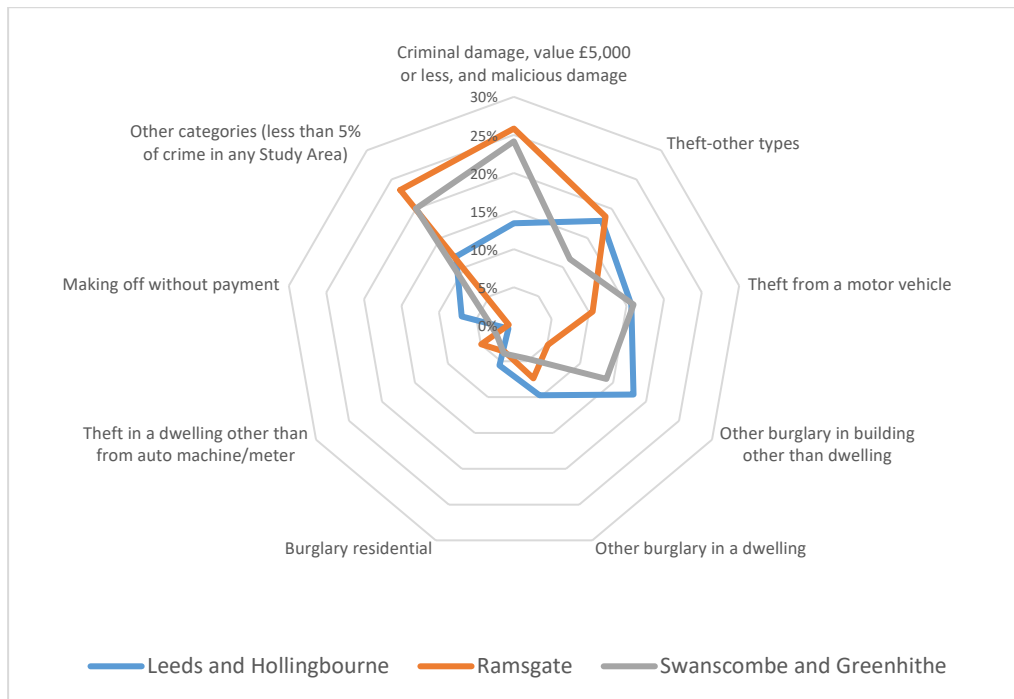 Criminal damage, value £5,000
or less, and malicious damage
30%
25%
20%
15%
10%
5%
0%
Theft-other types
Theft from a motor vehicle
Other burglary in building
other than dwelling
Other burglary in a dwelling
Burglary residential
Theft in a dwelling other than
from auto machine/meter
Making off without payment
Other categories (less than 5%
of crime in any Study Area)
Leeds and Hollingbourne
Ramsgate
Swanscombe and Greenhithe